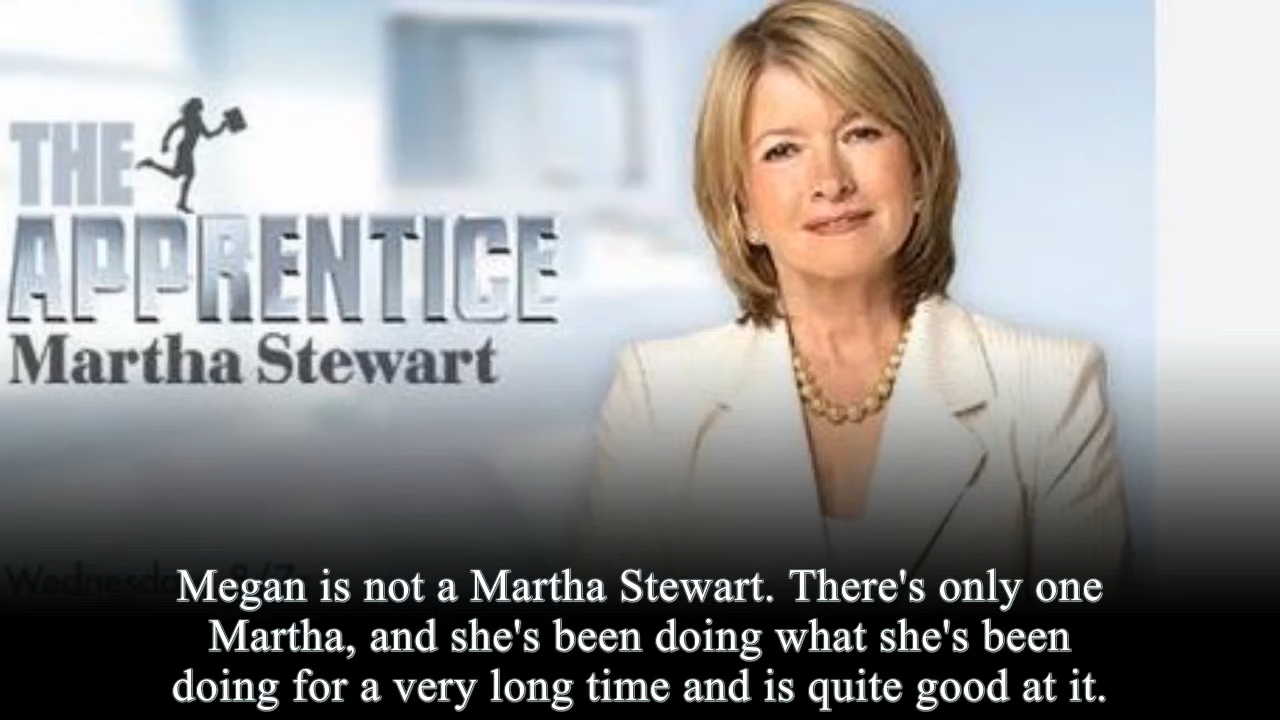 THE
APPRENTICE
Martha Stewart
Megan is not a Martha Stewart. There's only one
Martha, and she's been doing what she's been
doing for a very long time and is quite good at it.